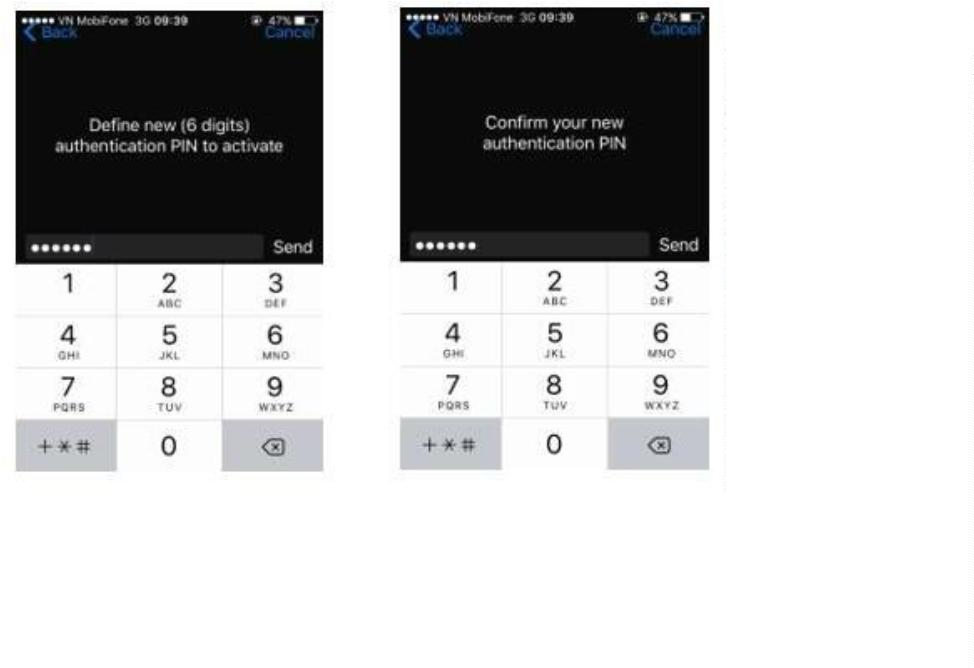 VN MobiFone 3G 09:39 47%
Back Cancel
Define new (6 digits)
authentication PIN to activate
Send
1 2 3
ABC DEF
4 5 6
GHI JKL MNO
7 8 9
PQRS TUV WXYZ
+*# 0
VN MobiFone 3G 09:39 47%
Back Cancel
Confirm your new
authentication PIN
Send
1 2 3
ABC DEF
4 5 6
GHI JKL MNO
7 8 9
PQRS TUV WXYZ
+*# 0